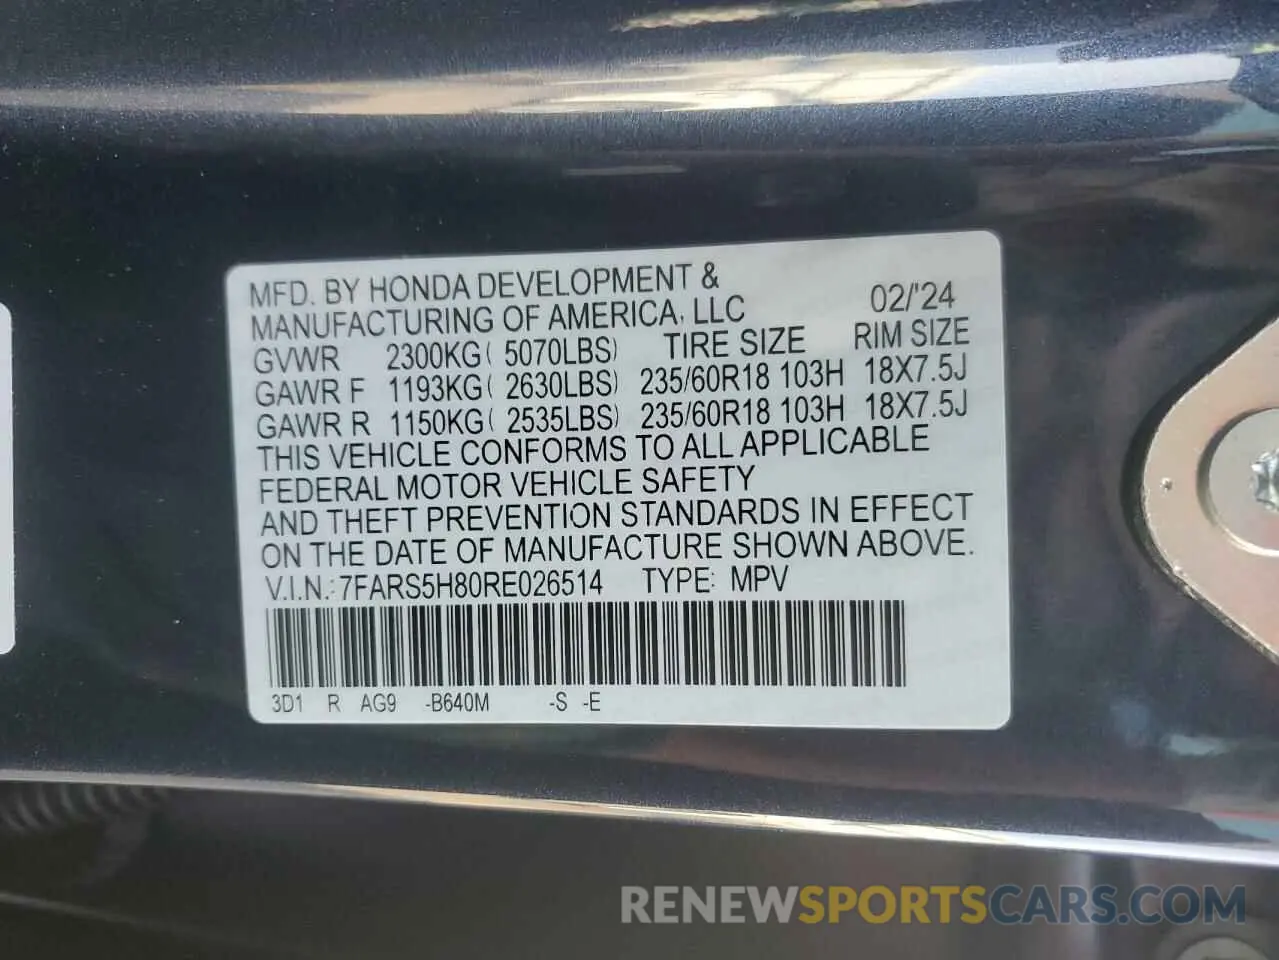 MFD. BY HONDA DEVELOPMENT &
MANUFACTURING OF AMERICA, LLC 02/'24
GVWR 2300KG( 5070LBS) TIRE SIZE RIM SIZE
GAWR F 1193KG( 2630LBS) 235/60R18 103H 18X7.5J
GAWR R 1150KG( 2535LBS) 235/60R18 103H 18X7.5J
THIS VEHICLE CONFORMS TO ALL APPLICABLE
FEDERAL MOTOR VEHICLE SAFETY
AND THEFT PREVENTION STANDARDS IN EFFECT
ON THE DATE OF MANUFACTURE SHOWN ABOVE.
V.I.N.: 7FARS5H80RE026514 TYPE: MPV
3D1 R AG9 -B640M -S -E
RENEWSPORTSCARS.COM